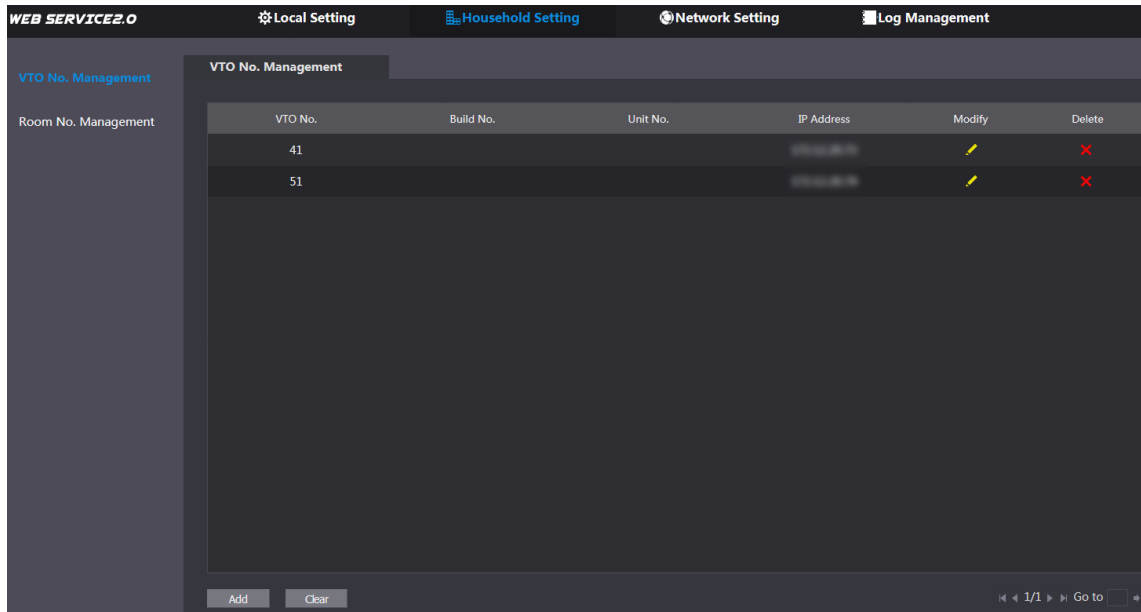 WEB SERVICE2.0 Local Setting Household Setting Network Setting Log Management
VTO No. Management
VTO No. Management
Room No. Management
VTO No. Build No. Unit No. IP Address Modify Delete
41
51
Add Clear 1/1 Go to